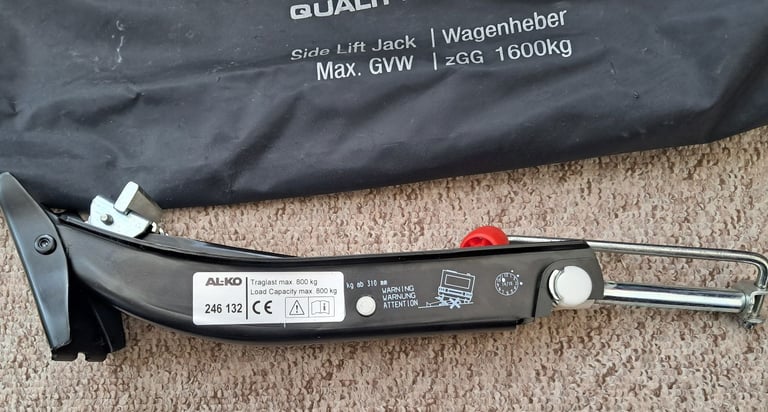 QUALIT
Side Lift Jack | Wagenheber
Max. GVW | zGG 1600kg
AL-KO
246 132
Traglast max. 800 kg
Load Capacity max. 800 kg
CE
kg ab 310 mm
WARNING
WARNUNG
ATTENTION